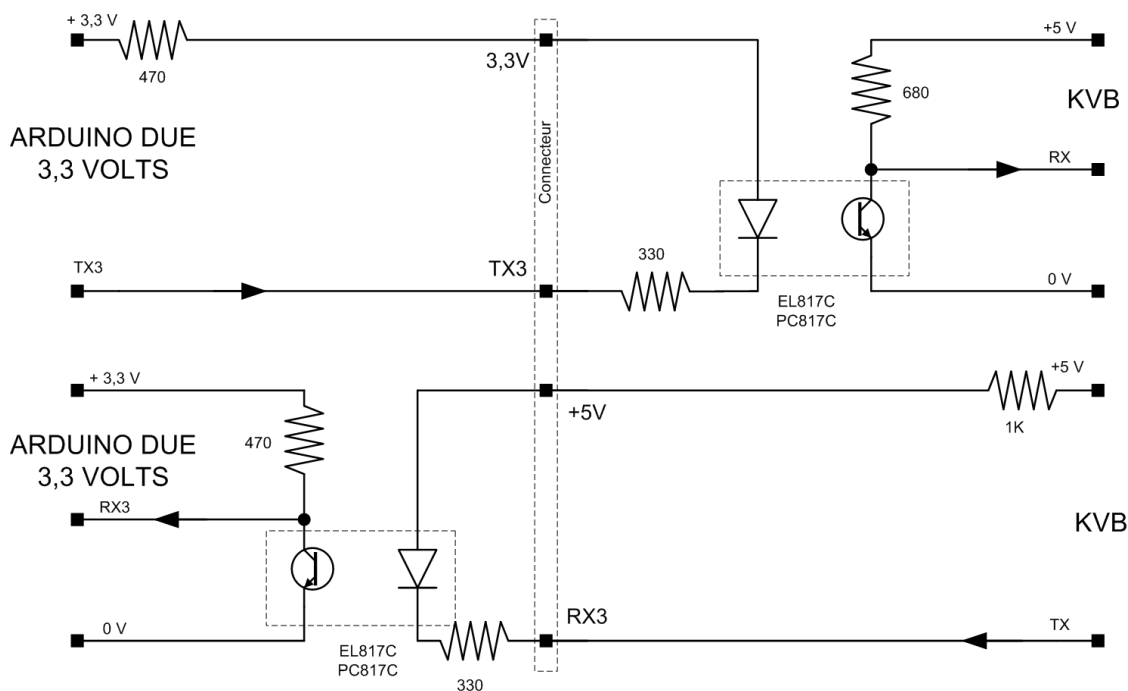 + 3,3 V
470
3,3V
+5 V
680
KVB
ARDUINO DUE
3,3 VOLTS
Connecteur
RX
TX3
TX3
330
0 V
EL817C
PC817C
+ 3,3 V
+5V
+5 V
1K
470
ARDUINO DUE
3,3 VOLTS
RX3
KVB
0 V
RX3
TX
EL817C
PC817C
330